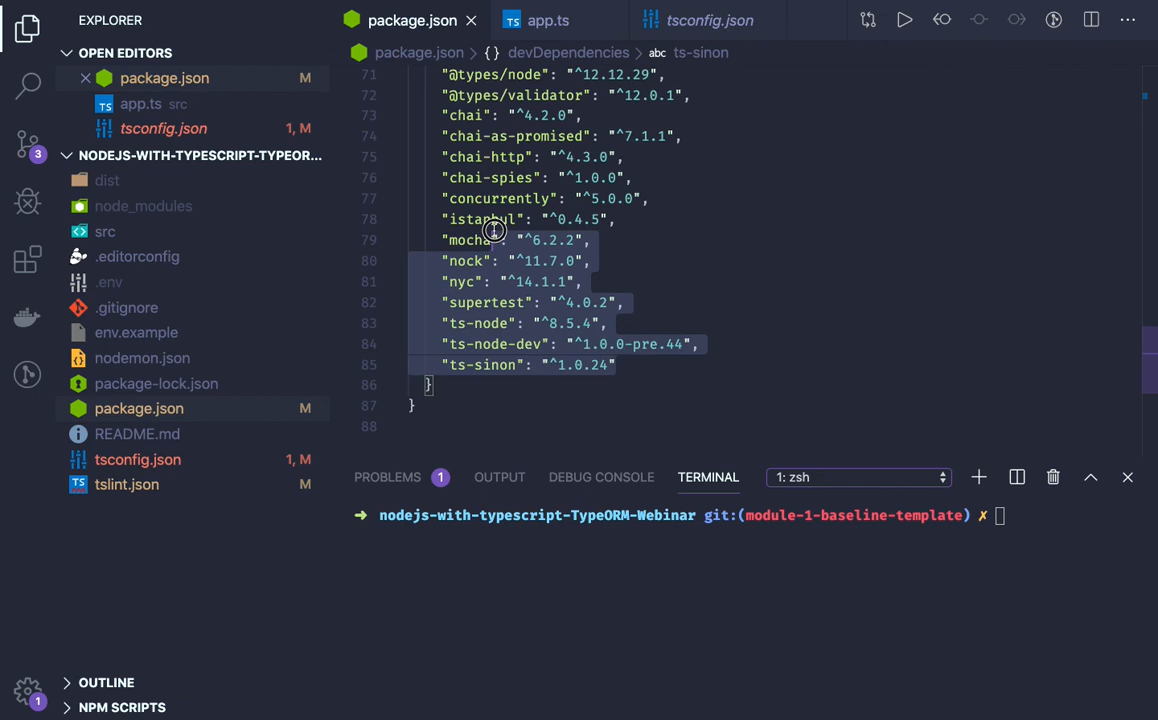 EXPLORER
OPEN EDITORS
package.json M
TS app.ts src
tsconfig.json 1, M
NODEJS-WITH-TYPESCRIPT-TYPEOR...
dist
node_modules
src
.editorconfig
.env
.gitignore
env.example
nodemon.json
package-lock.json
package.json M
README.md
tsconfig.json 1, M
TS tslint.json M
OUTLINE
NPM SCRIPTS
3
1
package.json
TS app.ts
tsconfig.json
package.json > {} devDependencies > abc ts-sinon
71 "@types/node": "^12.12.29",
72 "@types/validator": "^12.0.1",
73 "chai": "^4.2.0",
74 "chai-as-promised": "^7.1.1",
75 "chai-http": "^4.3.0",
76 "chai-spies": "^1.0.0",
77 "concurrently": "^5.0.0",
78 "istanbul": "^0.4.5",
79 "mocha": "^6.2.2",
80 "nock": "^11.7.0",
81 "nyc": "^14.1.1",
82 "supertest": "^4.0.2",
83 "ts-node": "^8.5.4",
84 "ts-node-dev": "^1.0.0-pre.44",
85 "ts-sinon": "^1.0.24"
86 }
87 }
88
PROBLEMS 1 OUTPUT DEBUG CONSOLE TERMINAL 1: zsh
➜ nodejs-with-typescript-TypeORM-Webinar git:(module-1-baseline-template) ✗